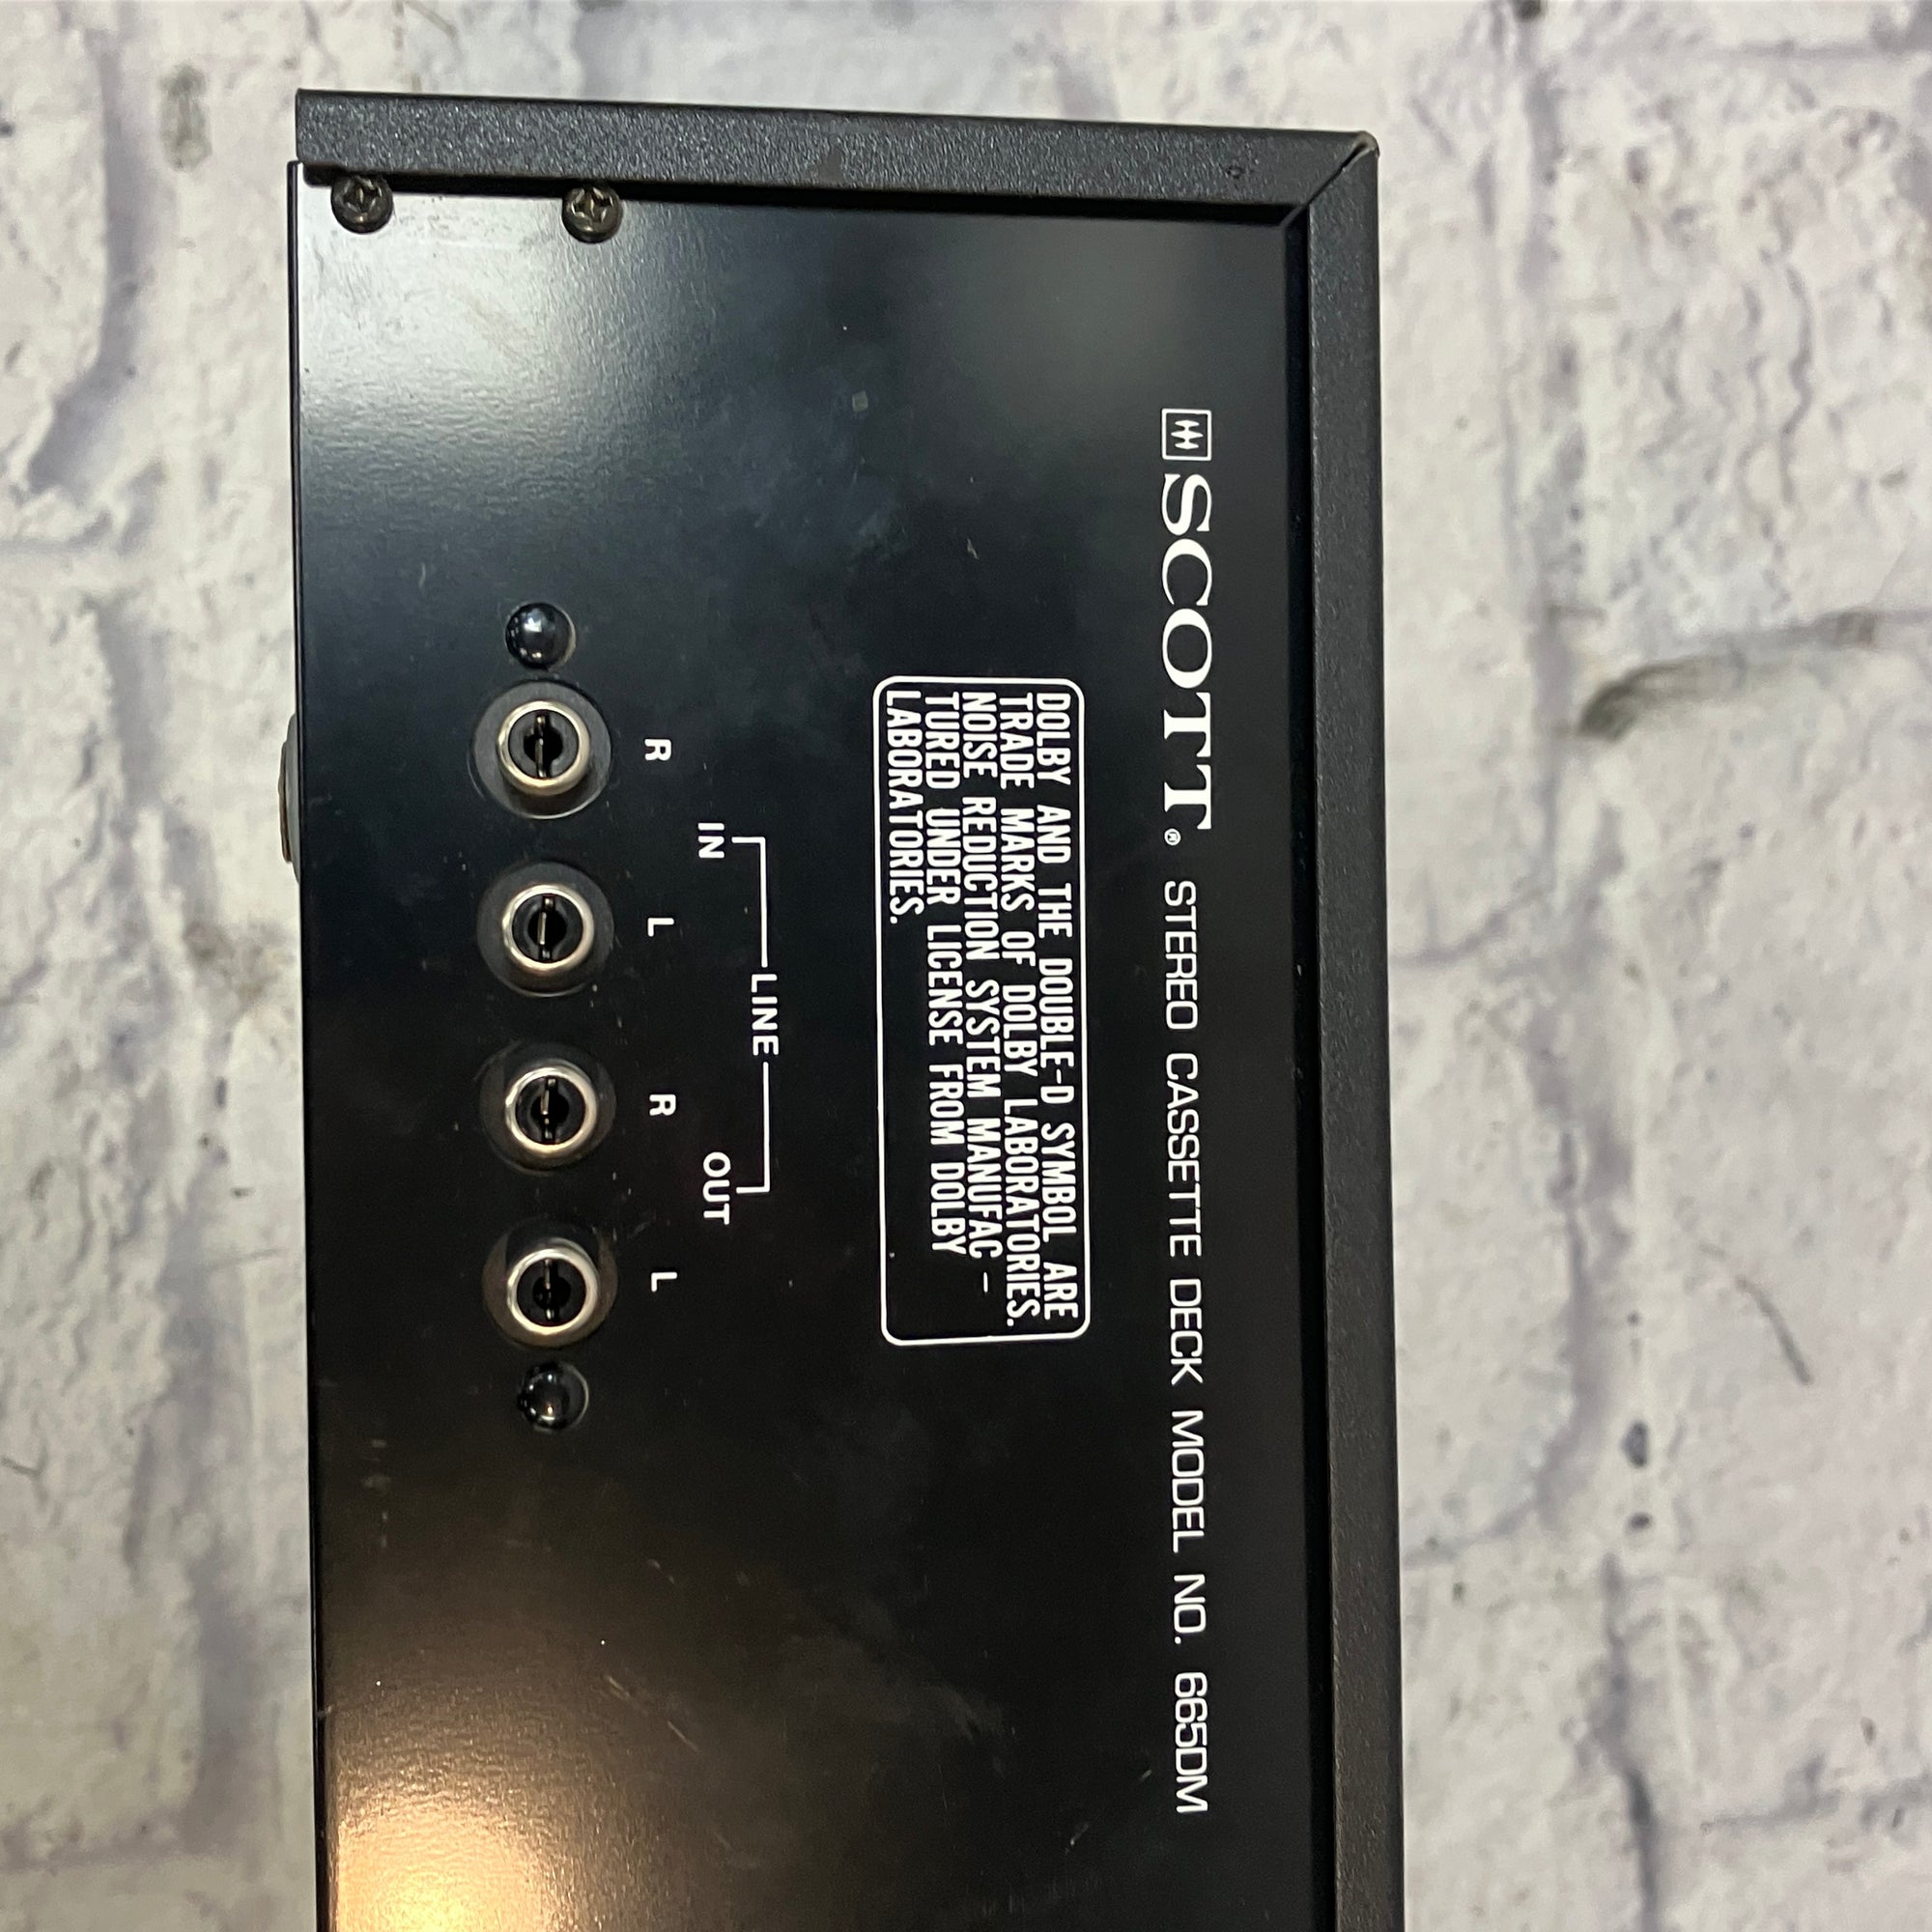 SCOTT® STEREO CASSETTE DECK MODEL NO. 665DM
DOLBY AND THE DOUBLE-D SYMBOL ARE
TRADE MARKS OF DOLBY LABORATORIES.
NOISE REDUCTION SYSTEM MANUFAC-
TURED UNDER LICENSE FROM DOLBY
LABORATORIES.
LINE
IN OUT
R L R L